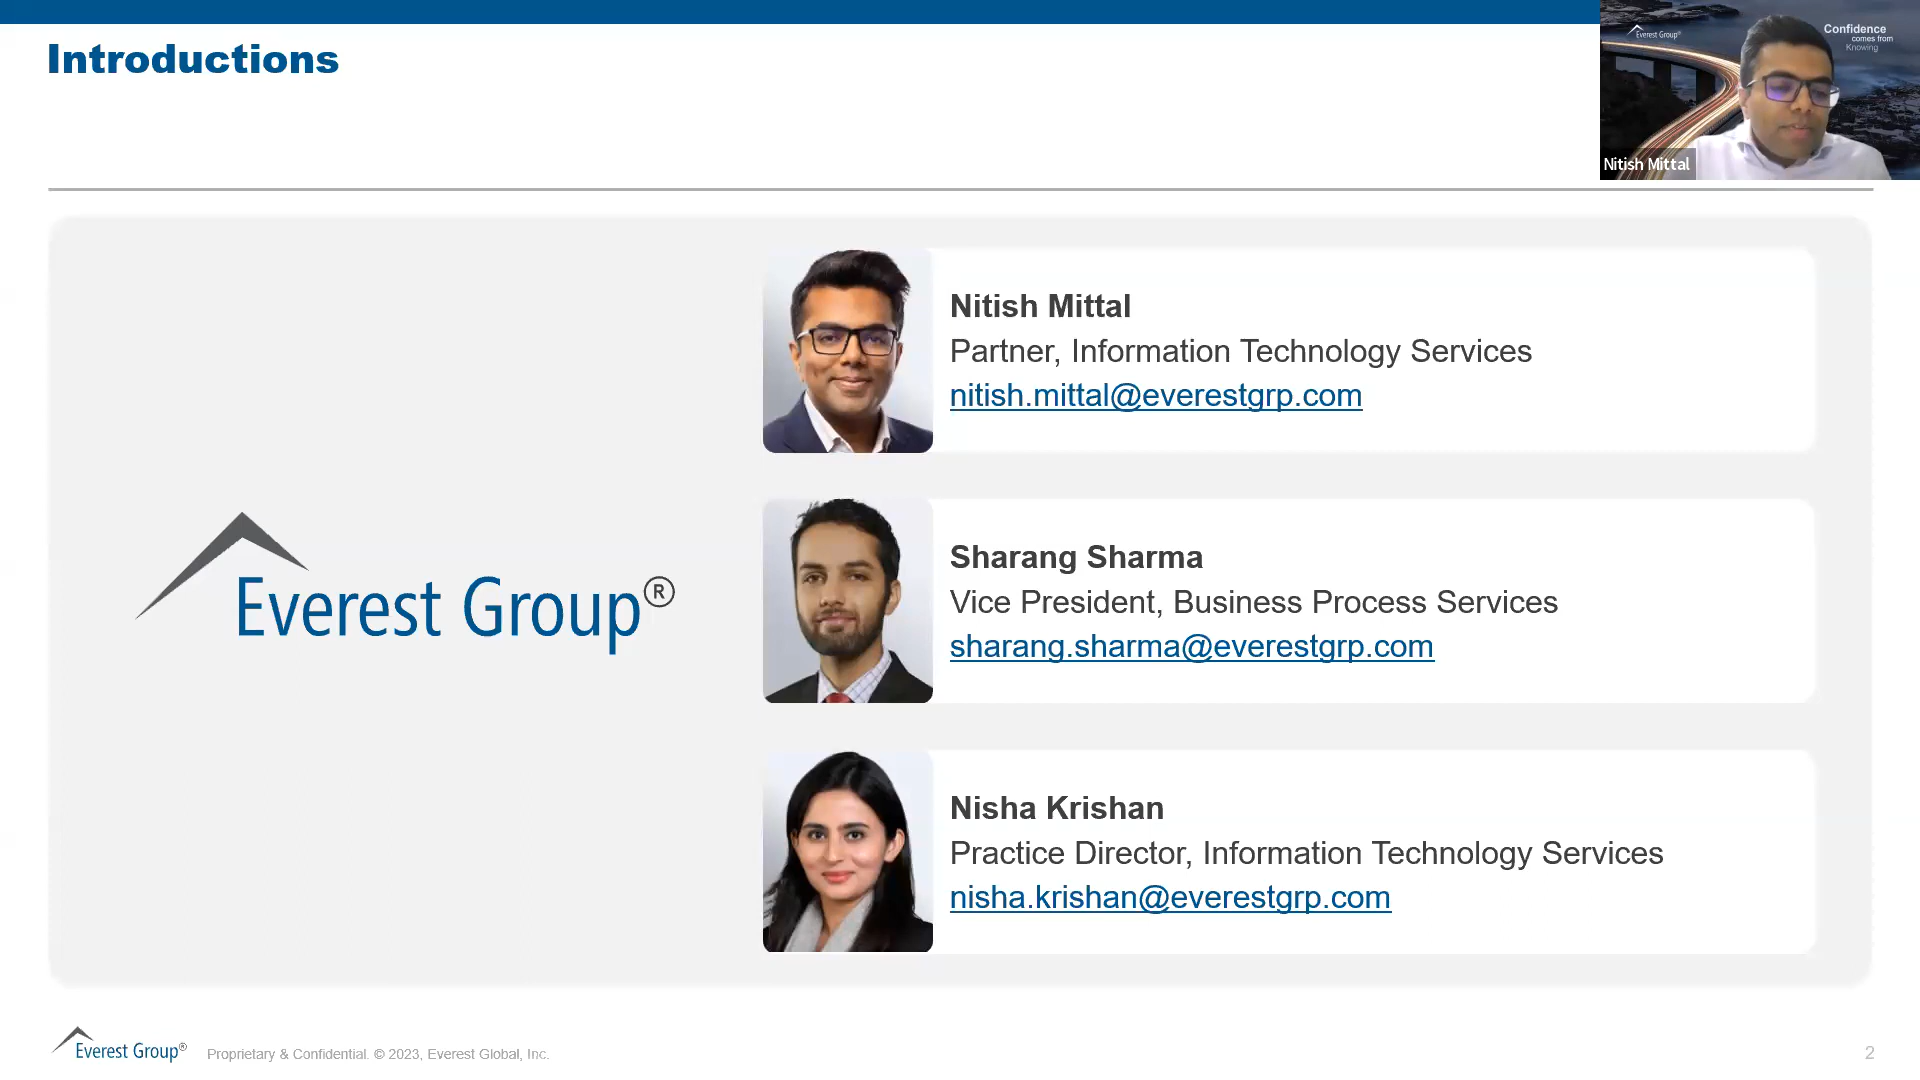 Introductions
Everest Group®
Confidence
comes from
Knowing
Nitish Mittal
Nitish Mittal
Partner, Information Technology Services
nitish.mittal@everestgrp.com
Everest Group®
Sharang Sharma
Vice President, Business Process Services
sharang.sharma@everestgrp.com
Nisha Krishan
Practice Director, Information Technology Services
nisha.krishan@everestgrp.com
Everest Group®
Proprietary & Confidential. © 2023, Everest Global, Inc.
2